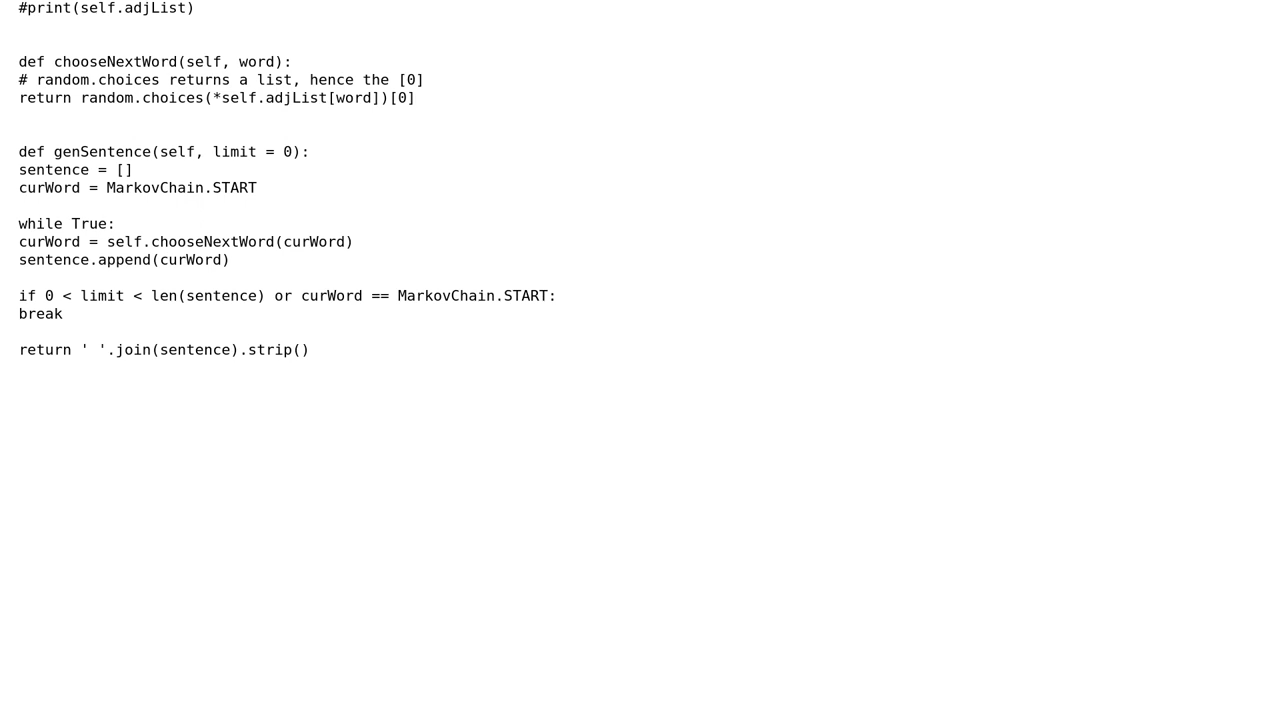 #print(self.adjList)
def chooseNextWord(self, word):
# random.choices returns a list, hence the [0]
return random.choices(*self.adjList[word])[0]
def genSentence(self, limit = 0):
sentence = []
curWord = MarkovChain.START
while True:
curWord = self.chooseNextWord(curWord)
sentence.append(curWord)
if 0 < limit < len(sentence) or curWord == MarkovChain.START:
break
return ' '.join(sentence).strip()